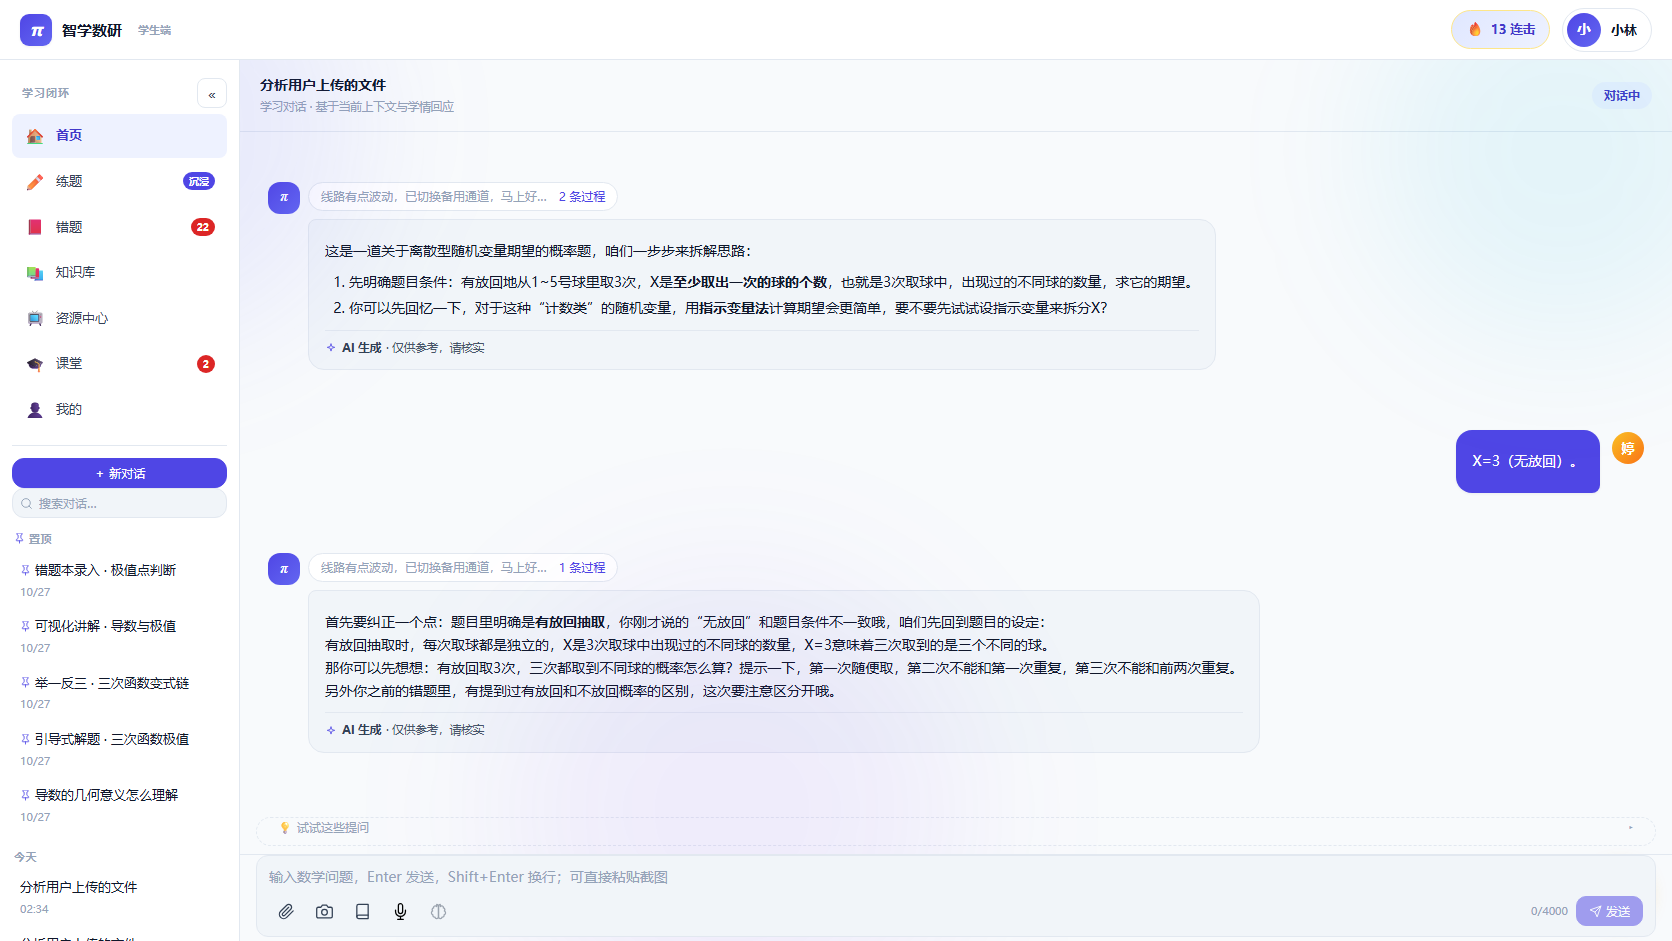 π 智学数研 学生端
13 连击
小 小林
学习闭环 «
首页
练题 沉浸
错题 22
知识库
资源中心
课堂 2
我的
+ 新对话
搜索对话...
置顶
错题本录入 · 极值点判断
10/27
可视化讲解 · 导数与极值
10/27
举一反三 · 三次函数变式链
10/27
引导式解题 · 三次函数极值
10/27
导数的几何意义怎么理解
10/27
今天
分析用户上传的文件
02:34
分析用户上传的文件
分析用户上传的文件
学习对话 · 基于当前上下文与学情回应
对话中
π
线路有点波动，已切换备用通道，马上好... 2 条过程
这是一道关于离散型随机变量期望的概率题，咱们一步步来拆解思路：
1. 先明确题目条件：有放回地从1~5号球里取3次，X是至少取出一次的球的个数，也就是3次取球中，出现过的不同球的数量，求它的期望。
2. 你可以先回忆一下，对于这种“计数类”的随机变量，用指示变量法计算期望会更简单，要不要先试试设指示变量来拆分X？
AI 生成 · 仅供参考，请核实
X=3（无放回）。
婷
π
线路有点波动，已切换备用通道，马上好... 1 条过程
首先要纠正一个点：题目里明确是有放回抽取，你刚才说的“无放回”和题目条件不一致哦，咱们先回到题目的设定：
有放回抽取时，每次取球都是独立的，X是3次取球中出现过的不同球的数量，X=3意味着三次取到的是三个不同的球。
那你可以先想想：有放回取3次，三次都取到不同球的概率怎么算？提示一下，第一次随便取，第二次不能和第一次重复，第三次不能和前两次重复。
另外你之前的错题里，有提到过有放回和不放回概率的区别，这次要注意区分开哦。
AI 生成 · 仅供参考，请核实
试试这些提问
输入数学问题，Enter 发送，Shift+Enter 换行；可直接粘贴截图
0/4000 发送